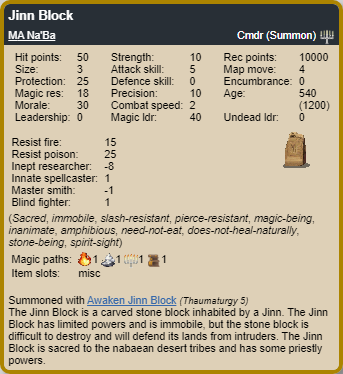 Jinn Block
MA Na'Ba Cmdr (Summon)
Hit points: 50 Strength: 10 Rec points: 10000
Size: 3 Attack skill: 5 Map move: 4
Protection: 25 Defence skill: 0 Encumbrance: 0
Magic res: 18 Precision: 10 Age: 540
Morale: 30 Combat speed: 2 (1200)
Leadership: 0 Magic ldr: 40 Undead ldr: 0
Resist fire: 15
Resist poison: 25
Inept researcher: -8
Innate spellcaster: 1
Master smith: -1
Blind fighter: 1
(Sacred, immobile, slash-resistant, pierce-resistant, magic-being,
inanimate, amphibious, need-not-eat, does-not-heal-naturally,
stone-being, spirit-sight)
Magic paths: 1 1 1 1
Item slots: misc
Summoned with Awaken Jinn Block (Thaumaturgy 5)
The Jinn Block is a carved stone block inhabited by a Jinn. The Jinn
Block has limited powers and is immobile, but the stone block is
difficult to destroy and will defend its lands from intruders. The Jinn
Block is sacred to the nabaean desert tribes and has some priestly
powers.